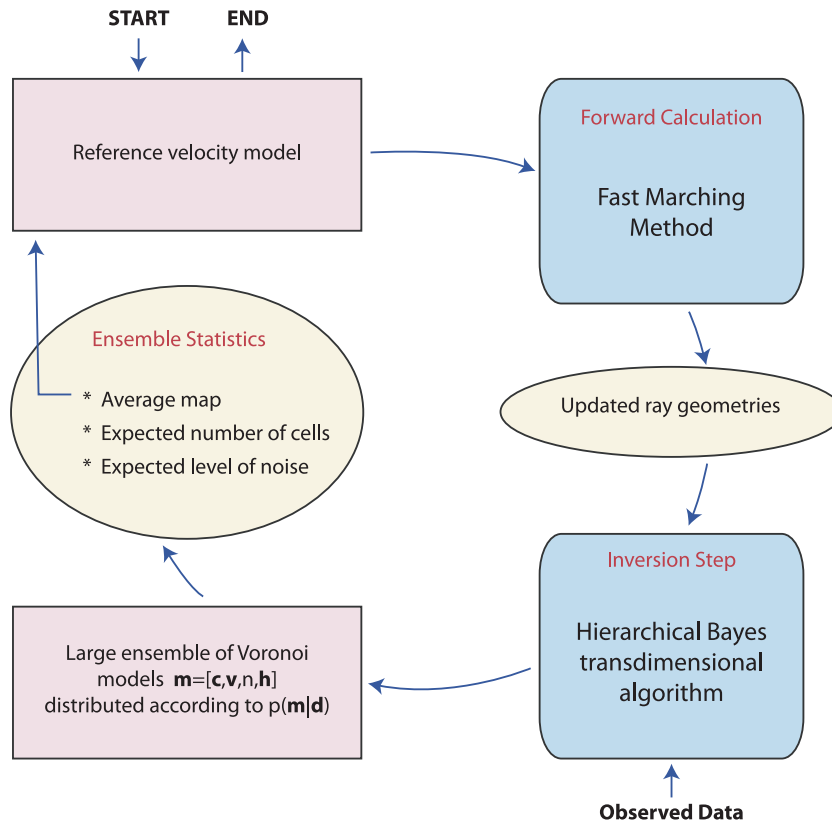 START
END
Reference velocity model
Forward Calculation
Fast Marching
Method
Updated ray geometries
Inversion Step
Hierarchical Bayes
transdimensional
algorithm
Observed Data
Large ensemble of Voronoi
models m=[c,v,n,h]
distributed according to p(m|d)
Ensemble Statistics
* Average map
* Expected number of cells
* Expected level of noise